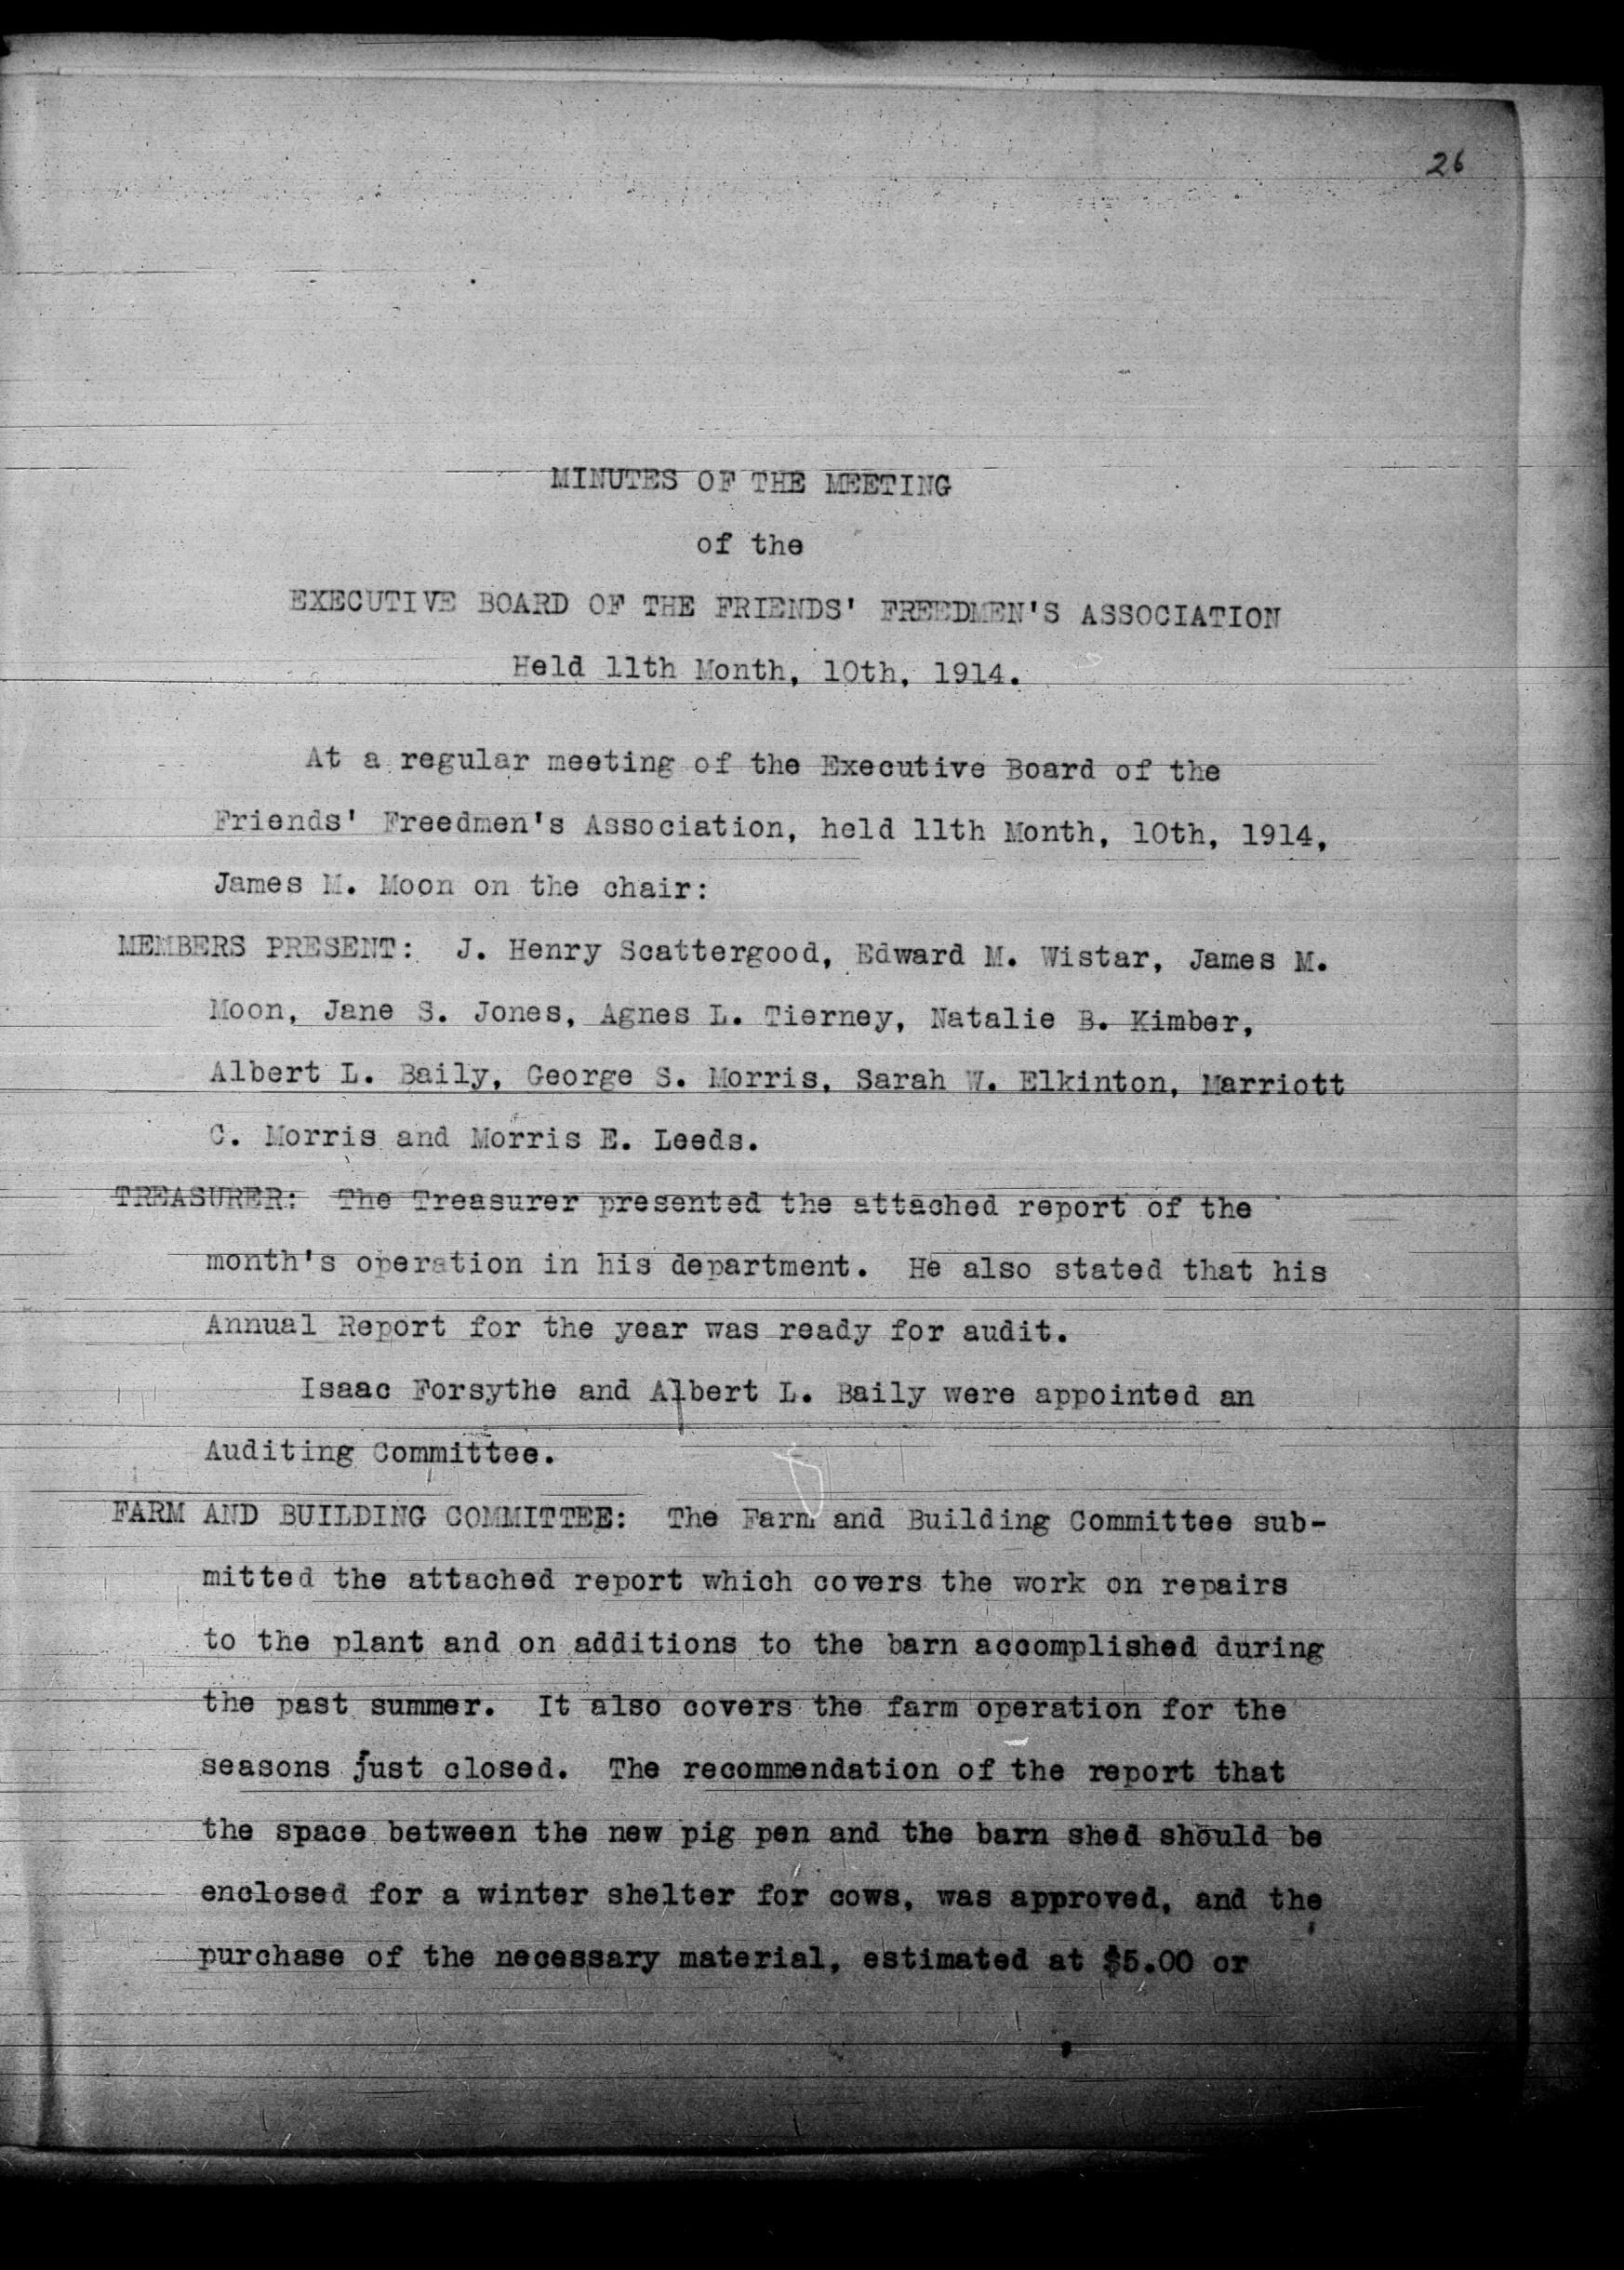 26
MINUTES OF THE MEETING
of the
EXECUTIVE BOARD OF THE FRIENDS' FREEDMEN'S ASSOCIATION
Held 11th Month, 10th, 1914.
At a regular meeting of the Executive Board of the
Friends' Freedmen's Association, held 11th Month, 10th, 1914,
James M. Moon on the chair:
MEMBERS PRESENT: J. Henry Scattergood, Edward M. Wistar, James M.
Moon, Jane S. Jones, Agnes L. Tierney, Natalie B. Kimber,
Albert L. Baily, George S. Morris, Sarah W. Elkinton, Marriott
C. Morris and Morris E. Leeds.
TREASURER: The Treasurer presented the attached report of the
month's operation in his department. He also stated that his
Annual Report for the year was ready for audit.
Isaac Forsythe and Albert L. Baily were appointed an
Auditing Committee.
FARM AND BUILDING COMMITTEE: The Farm and Building Committee sub-
mitted the attached report which covers the work on repairs
to the plant and on additions to the barn accomplished during
the past summer. It also covers the farm operation for the
seasons just closed. The recommendation of the report that
the space between the new pig pen and the barn shed should be
enclosed for a winter shelter for cows, was approved, and the
purchase of the necessary material, estimated at $5.00 or